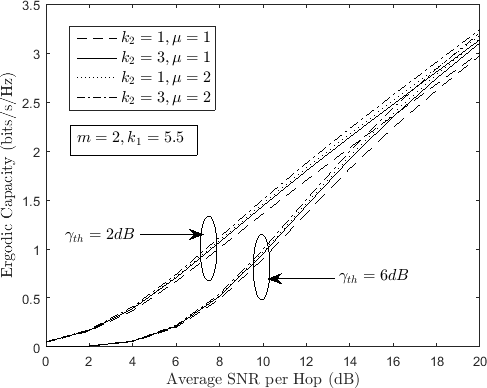 3.5
3
2.5
2
1.5
1
0.5
0
0
2
4
6
8
10
12
14
16
18
20
Ergodic Capacity (bits/s/Hz)
Average SNR per Hop (dB)
k₂ = 1, μ = 1
k₂ = 3, μ = 1
k₂ = 1, μ = 2
k₂ = 3, μ = 2
m = 2, k₁ = 5.5
γₜₕ = 2dB
γₜₕ = 6dB